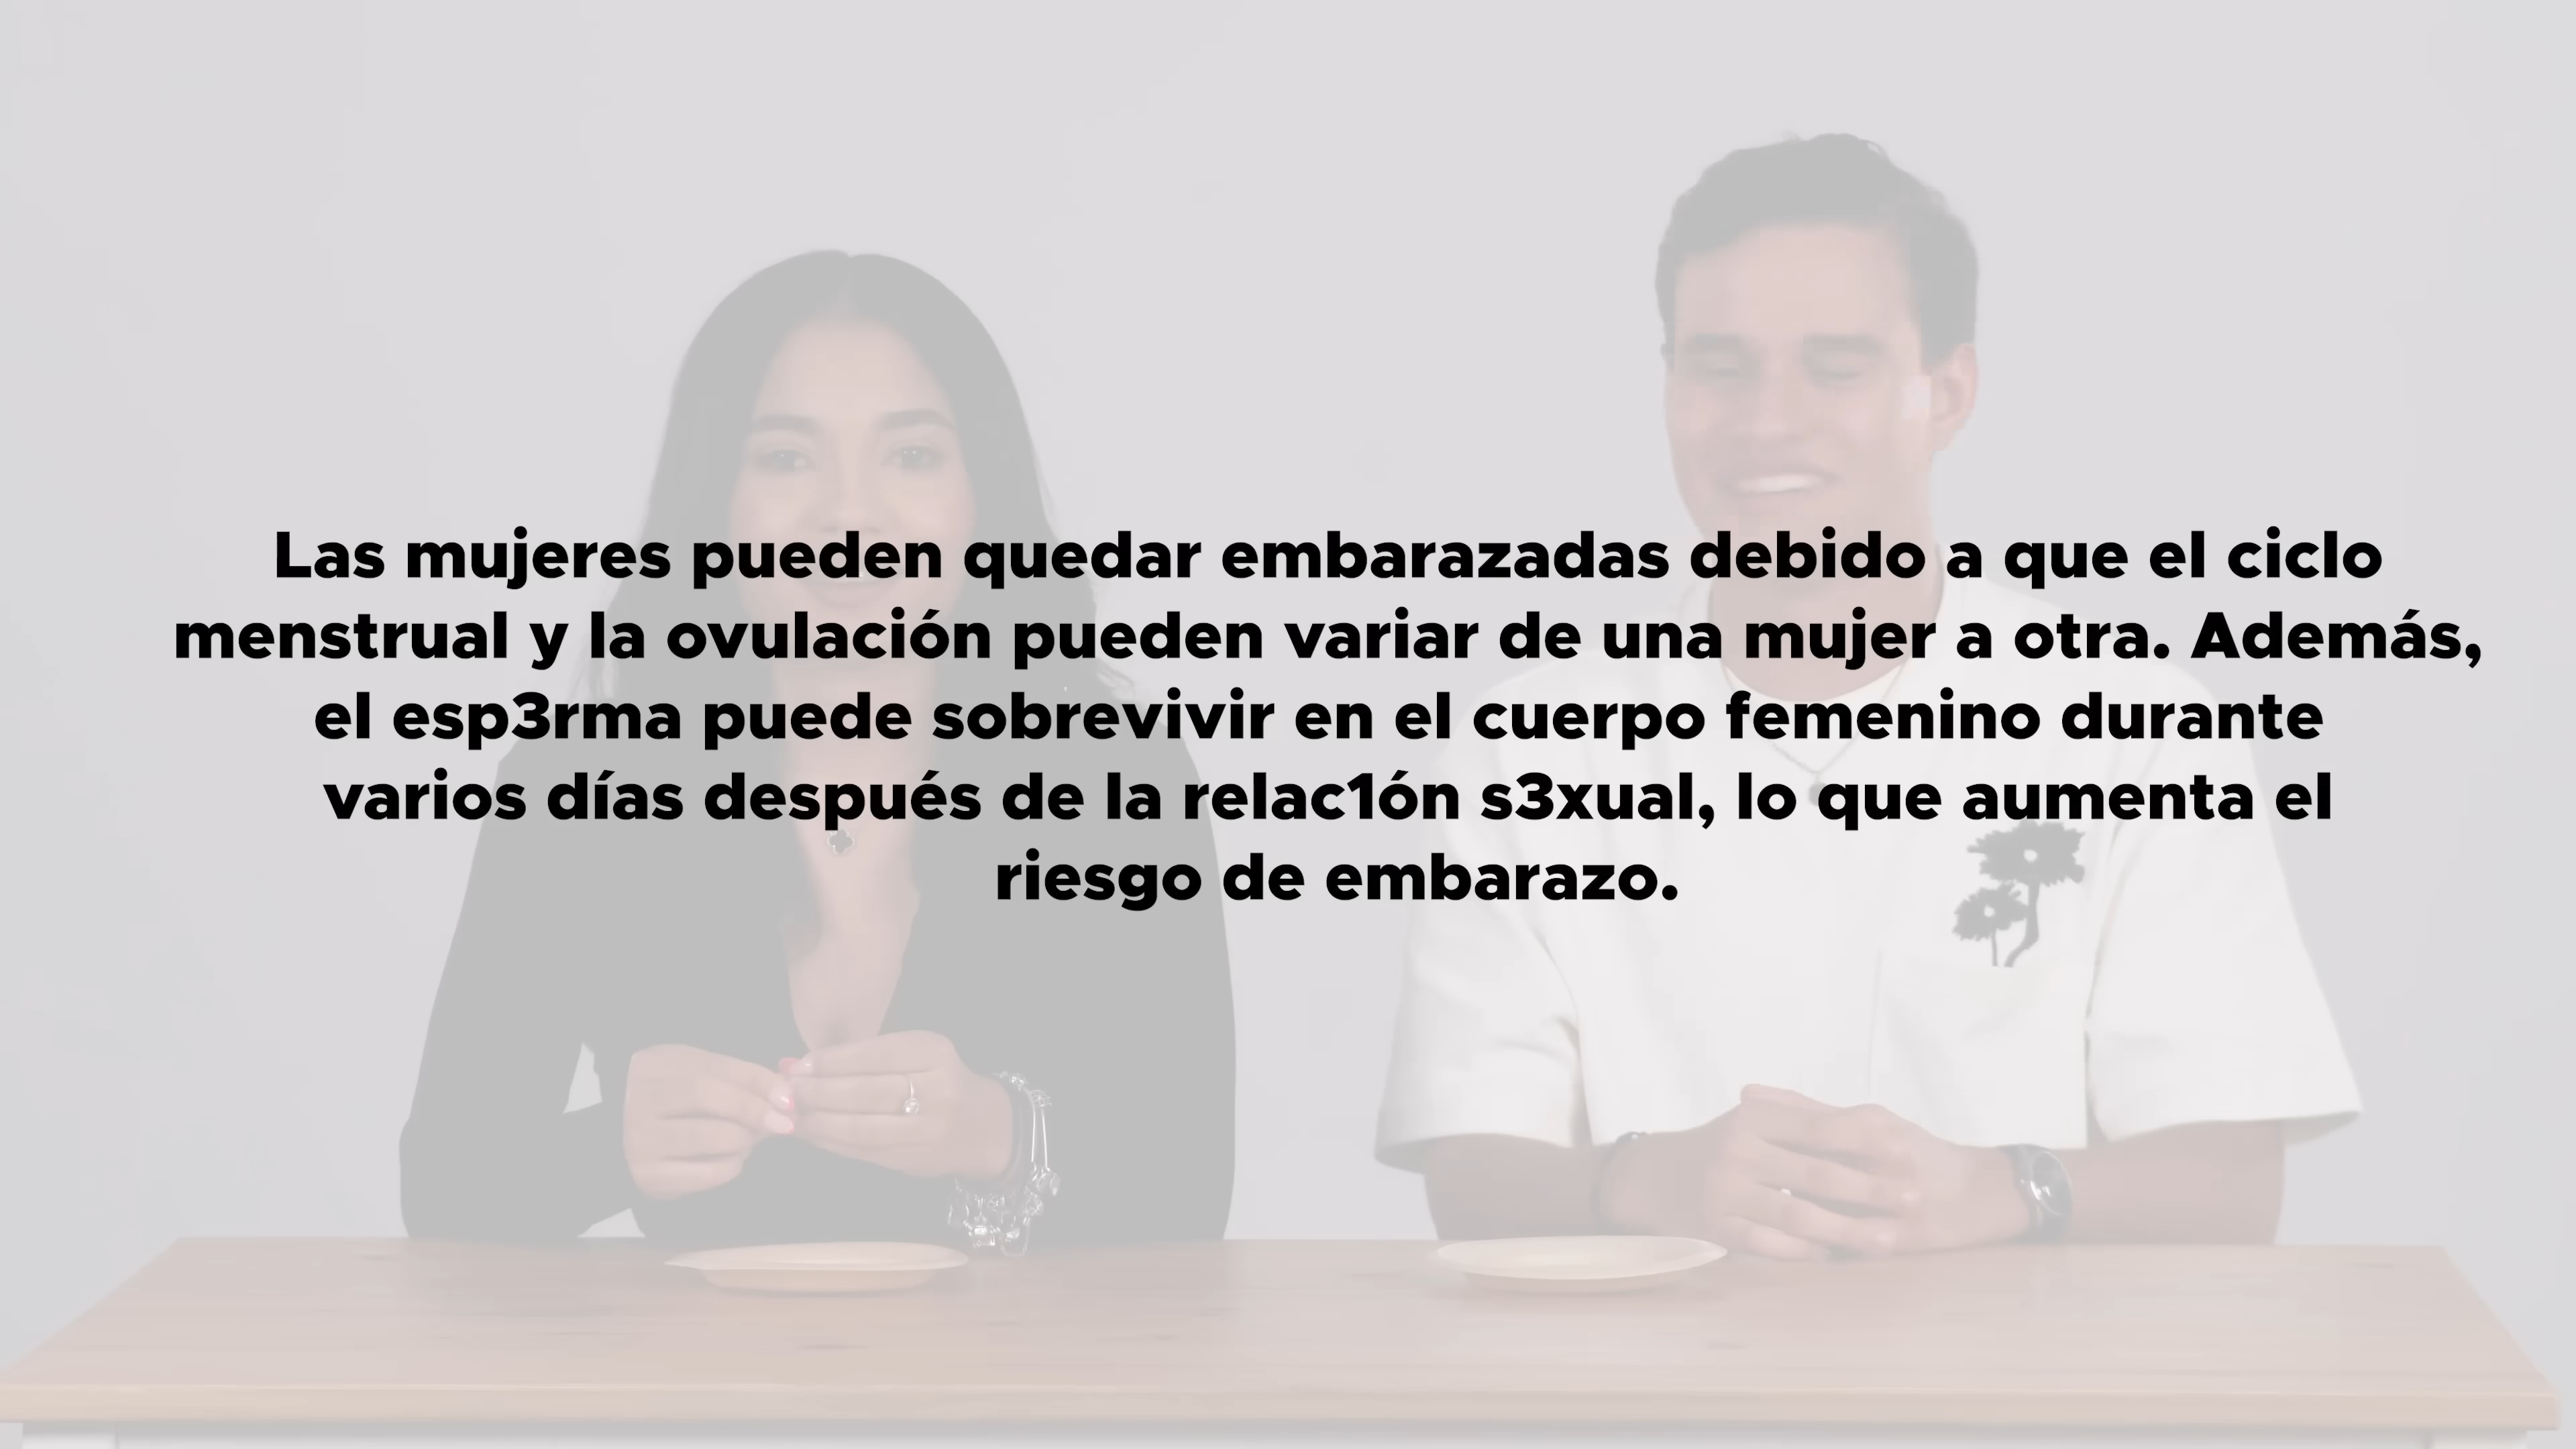 Las mujeres pueden quedar embarazadas debido a que el ciclo
menstrual y la ovulación pueden variar de una mujer a otra. Además,
el esp3rma puede sobrevivir en el cuerpo femenino durante
varios días después de la relac1ón s3xual, lo que aumenta el
riesgo de embarazo.